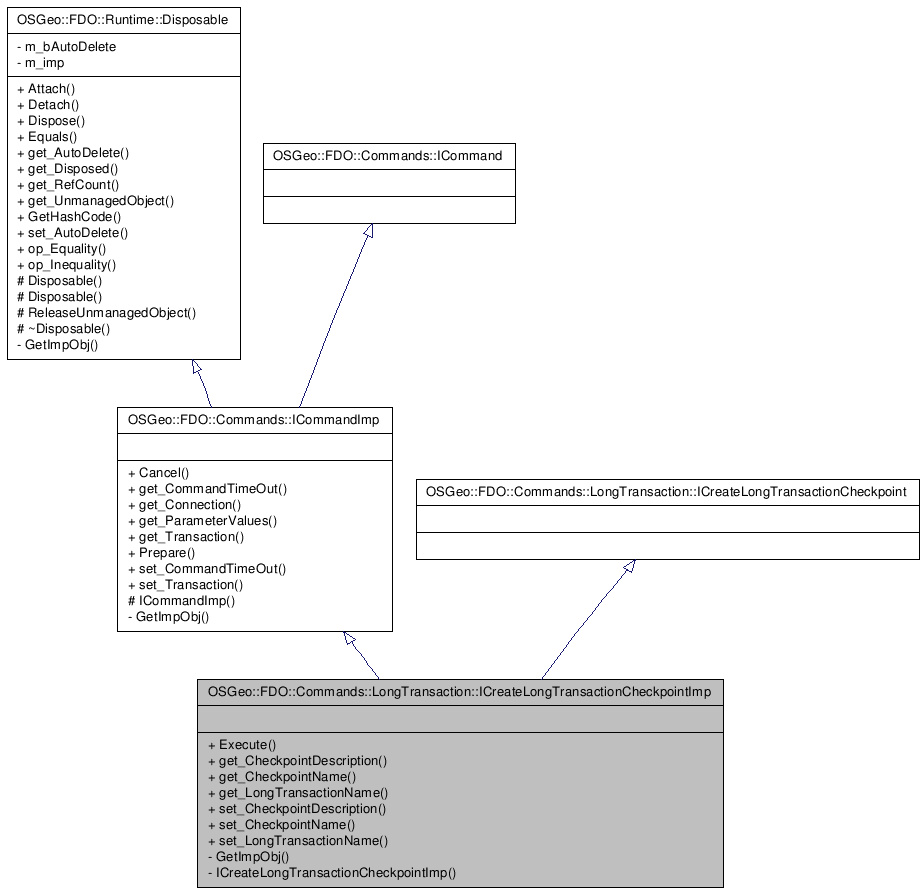 OSGeo::FDO::Runtime::Disposable
- m_bAutoDelete
- m_imp
+ Attach()
+ Detach()
+ Dispose()
+ Equals()
+ get_AutoDelete()
+ get_Disposed()
+ get_RefCount()
+ get_UnmanagedObject()
+ GetHashCode()
+ set_AutoDelete()
+ op_Equality()
+ op_Inequality()
# Disposable()
# Disposable()
# ReleaseUnmanagedObject()
# ~Disposable()
- GetImpObj()
OSGeo::FDO::Commands::ICommand
OSGeo::FDO::Commands::ICommandImp
+ Cancel()
+ get_CommandTimeOut()
+ get_Connection()
+ get_ParameterValues()
+ get_Transaction()
+ Prepare()
+ set_CommandTimeOut()
+ set_Transaction()
# ICommandImp()
- GetImpObj()
OSGeo::FDO::Commands::LongTransaction::ICreateLongTransactionCheckpoint
OSGeo::FDO::Commands::LongTransaction::ICreateLongTransactionCheckpointImp
+ Execute()
+ get_CheckpointDescription()
+ get_CheckpointName()
+ get_LongTransactionName()
+ set_CheckpointDescription()
+ set_CheckpointName()
+ set_LongTransactionName()
- GetImpObj()
- ICreateLongTransactionCheckpointImp()